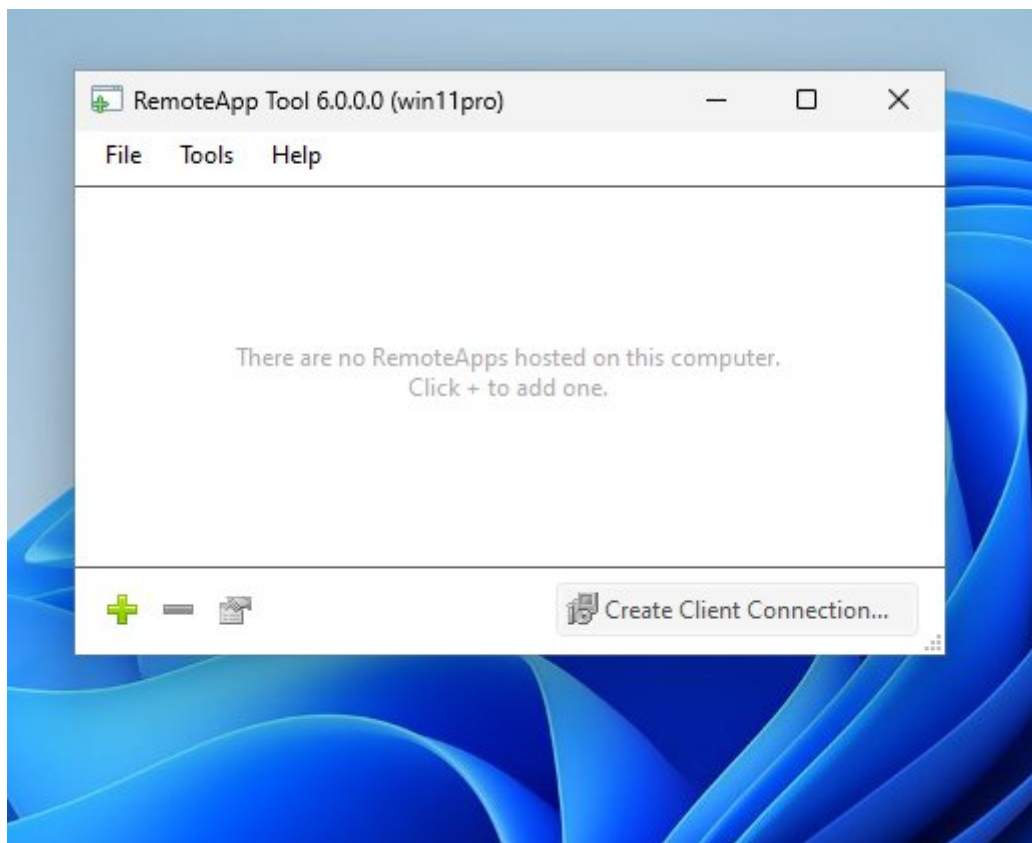 RemoteApp Tool 6.0.0.0 (win11pro)
File Tools Help
There are no RemoteApps hosted on this computer.
Click + to add one.
Create Client Connection...